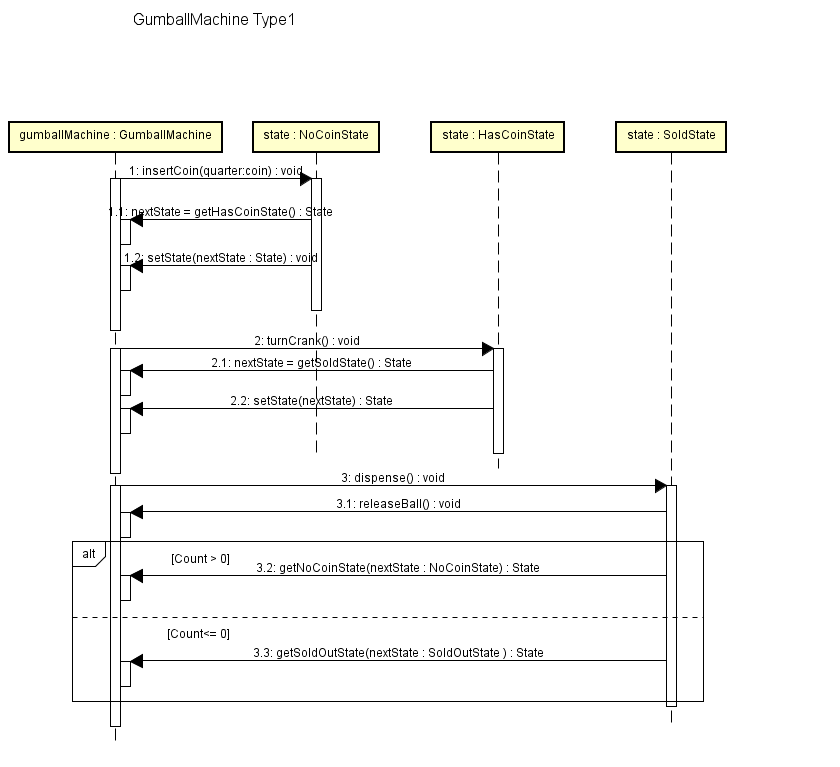 GumballMachine Type1
gumballMachine : GumballMachine
state : NoCoinState
state : HasCoinState
state : SoldState
1: insertCoin(quarter:coin) : void
1.1: nextState = getHasCoinState() : State
1.2: setState(nextState : State) : void
2: turnCrank() : void
2.1: nextState = getSoldState() : State
2.2: setState(nextState) : State
3: dispense() : void
3.1: releaseBall() : void
alt
[Count > 0]
3.2: getNoCoinState(nextState : NoCoinState) : State
[Count<= 0]
3.3: getSoldOutState(nextState : SoldOutState ) : State